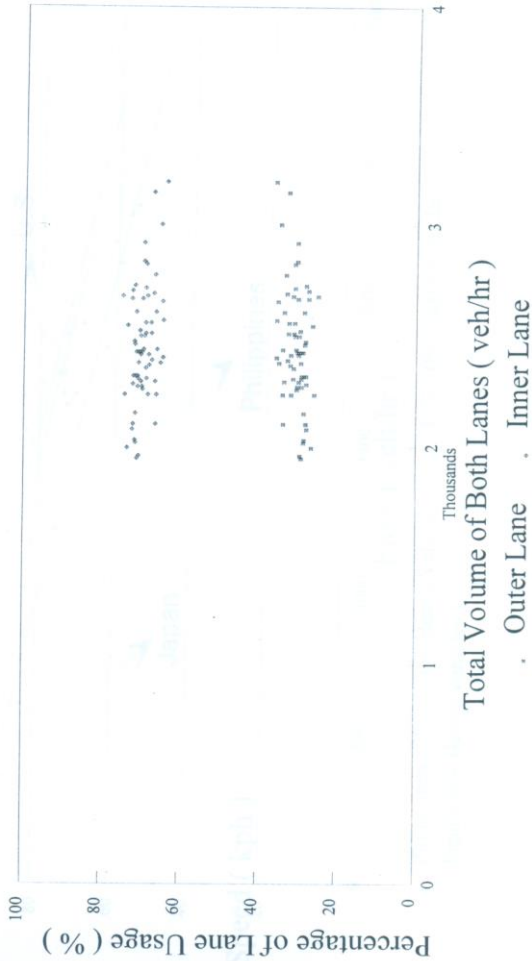 Percentage of Lane Usage ( % )
100
80
60
40
20
0
0
1
2
3
4
Thousands
Total Volume of Both Lanes ( veh/hr )
. Outer Lane . Inner Lane
Japan